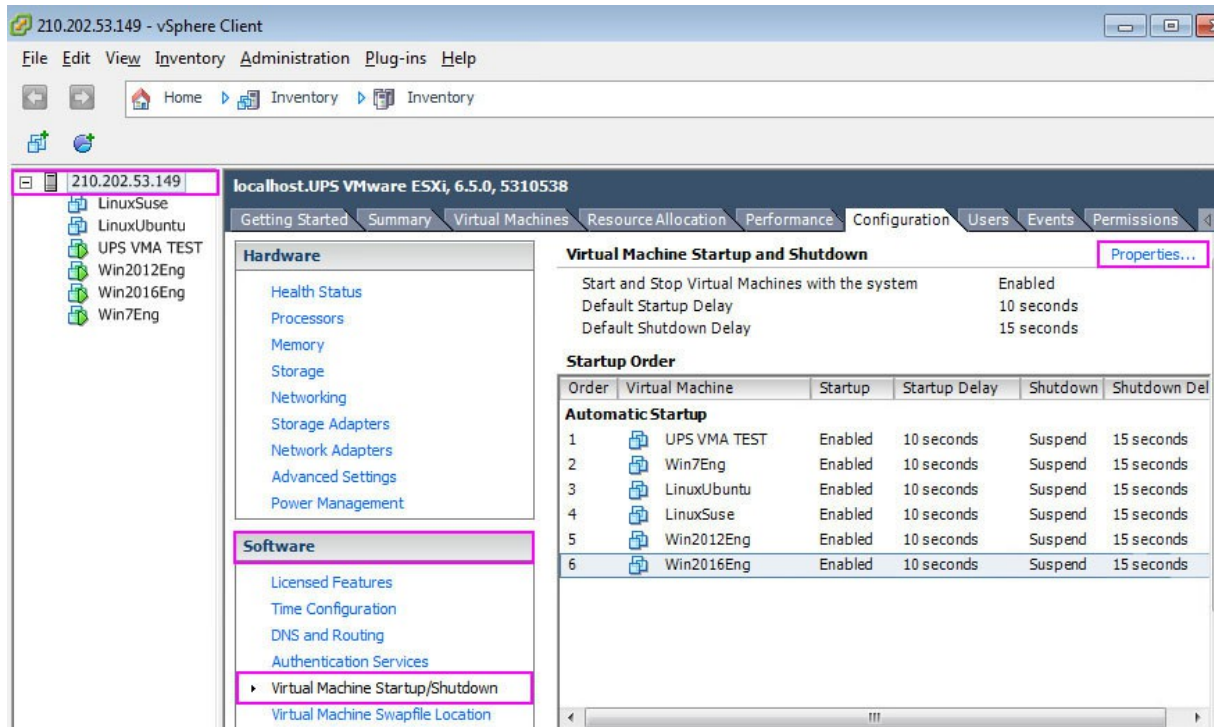 210.202.53.149 - vSphere Client
File Edit View Inventory Administration Plug-ins Help
Home Inventory Inventory
210.202.53.149
LinuxSuse
LinuxUbuntu
UPS VMA TEST
Win2012Eng
Win2016Eng
Win7Eng
localhost.UPS VMware ESXi, 6.5.0, 5310538
Getting Started Summary Virtual Machines Resource Allocation Performance Configuration Users Events Permissions
Hardware
Health Status
Processors
Memory
Storage
Networking
Storage Adapters
Network Adapters
Advanced Settings
Power Management
Software
Licensed Features
Time Configuration
DNS and Routing
Authentication Services
Virtual Machine Startup/Shutdown
Virtual Machine Swapfile Location
Virtual Machine Startup and Shutdown Properties...
Start and Stop Virtual Machines with the system Enabled
Default Startup Delay 10 seconds
Default Shutdown Delay 15 seconds
Startup Order
Order Virtual Machine Startup Startup Delay Shutdown Shutdown Del
Automatic Startup
1 UPS VMA TEST Enabled 10 seconds Suspend 15 seconds
2 Win7Eng Enabled 10 seconds Suspend 15 seconds
3 LinuxUbuntu Enabled 10 seconds Suspend 15 seconds
4 LinuxSuse Enabled 10 seconds Suspend 15 seconds
5 Win2012Eng Enabled 10 seconds Suspend 15 seconds
6 Win2016Eng Enabled 10 seconds Suspend 15 seconds